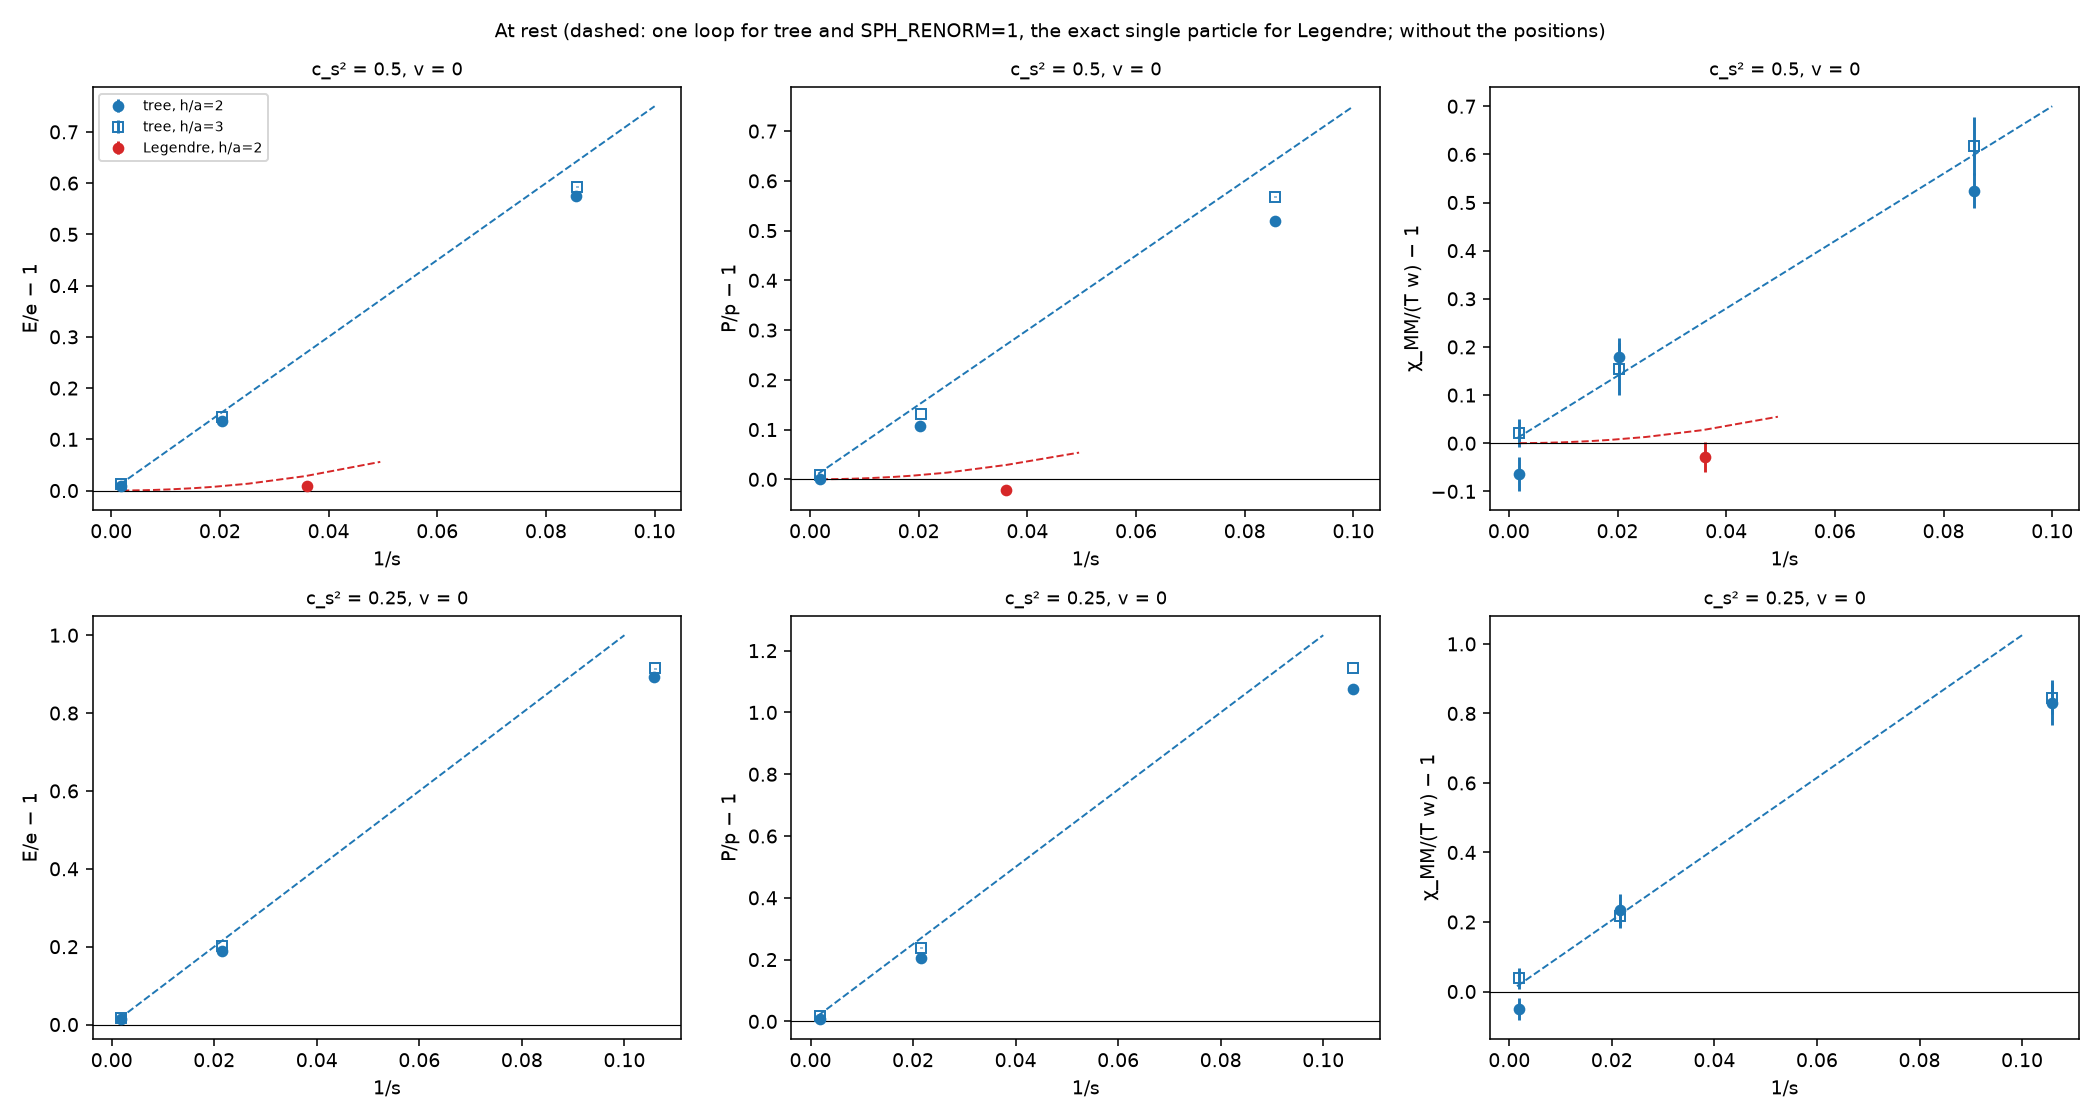 At rest (dashed: one loop for tree and SPH_RENORM=1, the exact single particle for Legendre; without the positions)
c_s² = 0.5, v = 0
E/e − 1
0.7
0.6
0.5
0.4
0.3
0.2
0.1
0.0
tree, h/a=2
tree, h/a=3
Legendre, h/a=2
0.00 0.02 0.04 0.06 0.08 0.10
1/s
c_s² = 0.5, v = 0
P/p − 1
0.7
0.6
0.5
0.4
0.3
0.2
0.1
0.0
0.00 0.02 0.04 0.06 0.08 0.10
1/s
c_s² = 0.5, v = 0
χ_MM/(T w) − 1
0.7
0.6
0.5
0.4
0.3
0.2
0.1
0.0
−0.1
0.00 0.02 0.04 0.06 0.08 0.10
1/s
c_s² = 0.25, v = 0
E/e − 1
1.0
0.8
0.6
0.4
0.2
0.0
0.00 0.02 0.04 0.06 0.08 0.10
1/s
c_s² = 0.25, v = 0
P/p − 1
1.2
1.0
0.8
0.6
0.4
0.2
0.0
0.00 0.02 0.04 0.06 0.08 0.10
1/s
c_s² = 0.25, v = 0
χ_MM/(T w) − 1
1.0
0.8
0.6
0.4
0.2
0.0
0.00 0.02 0.04 0.06 0.08 0.10
1/s